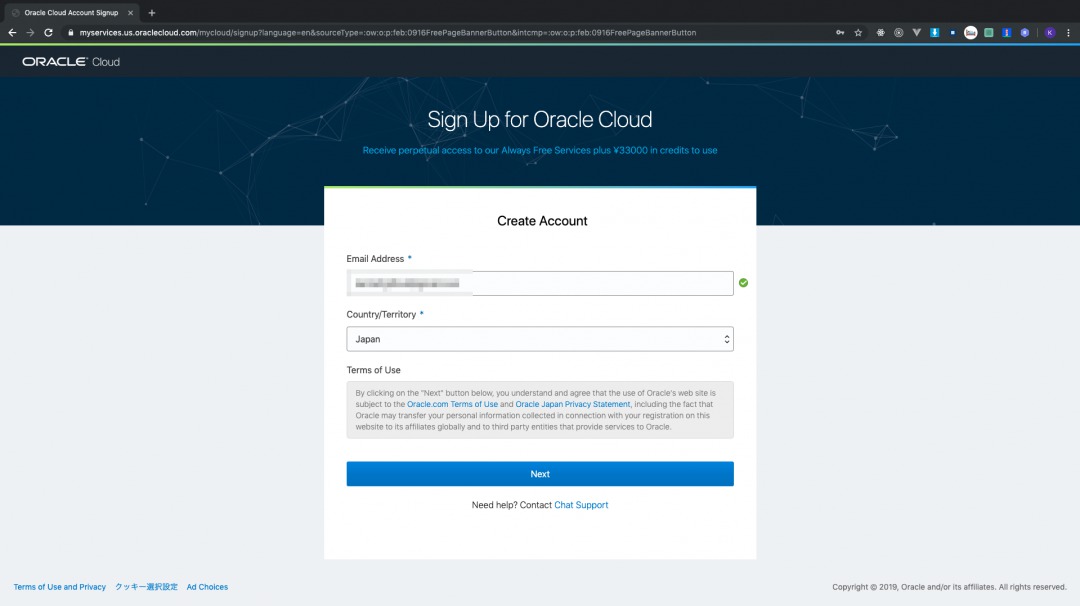 Oracle Cloud Account Signup
myservices.us.oraclecloud.com/mycloud/signup?language=en&sourceType=:ow:o:p:feb:0916FreePageBannerButton&intcmp=:ow:o:p:feb:0916FreePageBannerButton
K
ORACLE Cloud
Sign Up for Oracle Cloud
Receive perpetual access to our Always Free Services plus ¥33000 in credits to use
Create Account
Email Address *
Country/Territory *
Japan
Terms of Use
By clicking on the "Next" button below, you understand and agree that the use of Oracle's web site is
subject to the Oracle.com Terms of Use and Oracle Japan Privacy Statement, including the fact that
Oracle may transfer your personal information collected in connection with your registration on this
website to its affiliates globally and to third party entities that provide services to Oracle.
Next
Need help? Contact Chat Support
Terms of Use and Privacy クッキー選択設定 Ad Choices
Copyright © 2019, Oracle and/or its affiliates. All rights reserved.